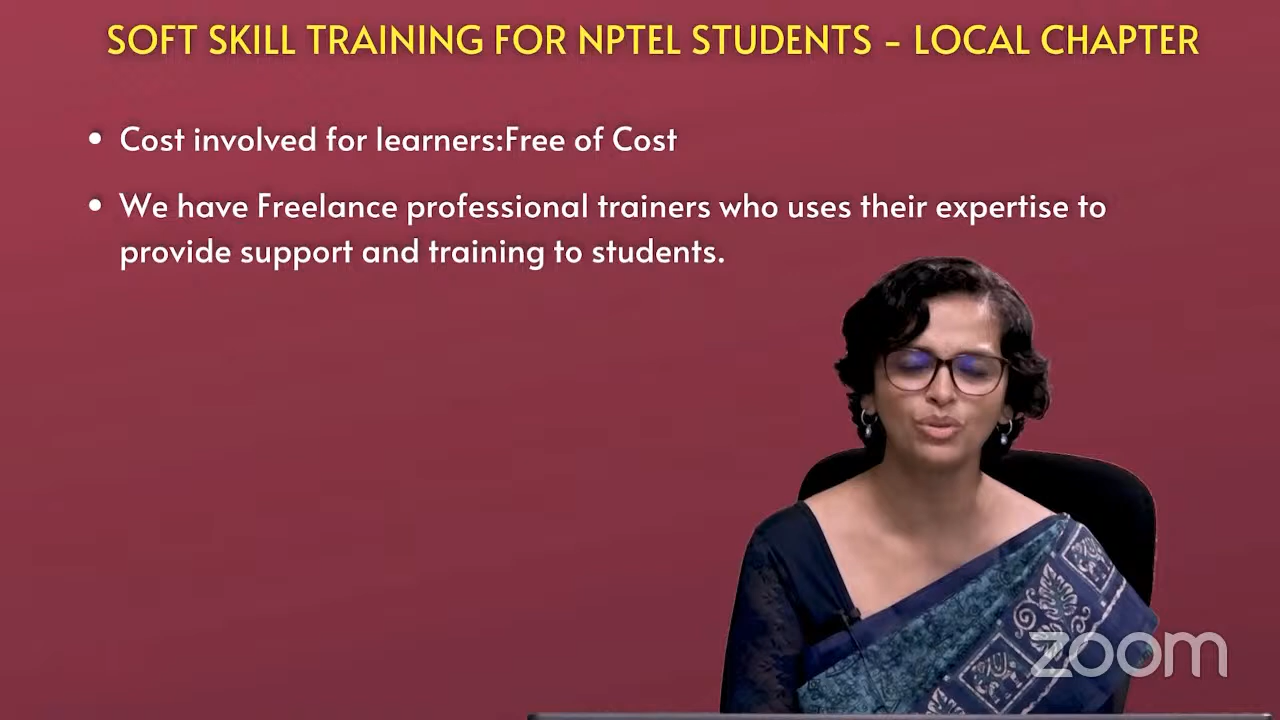 SOFT SKILL TRAINING FOR NPTEL STUDENTS - LOCAL CHAPTER
• Cost involved for learners:Free of Cost
• We have Freelance professional trainers who uses their expertise to
provide support and training to students.
zoom